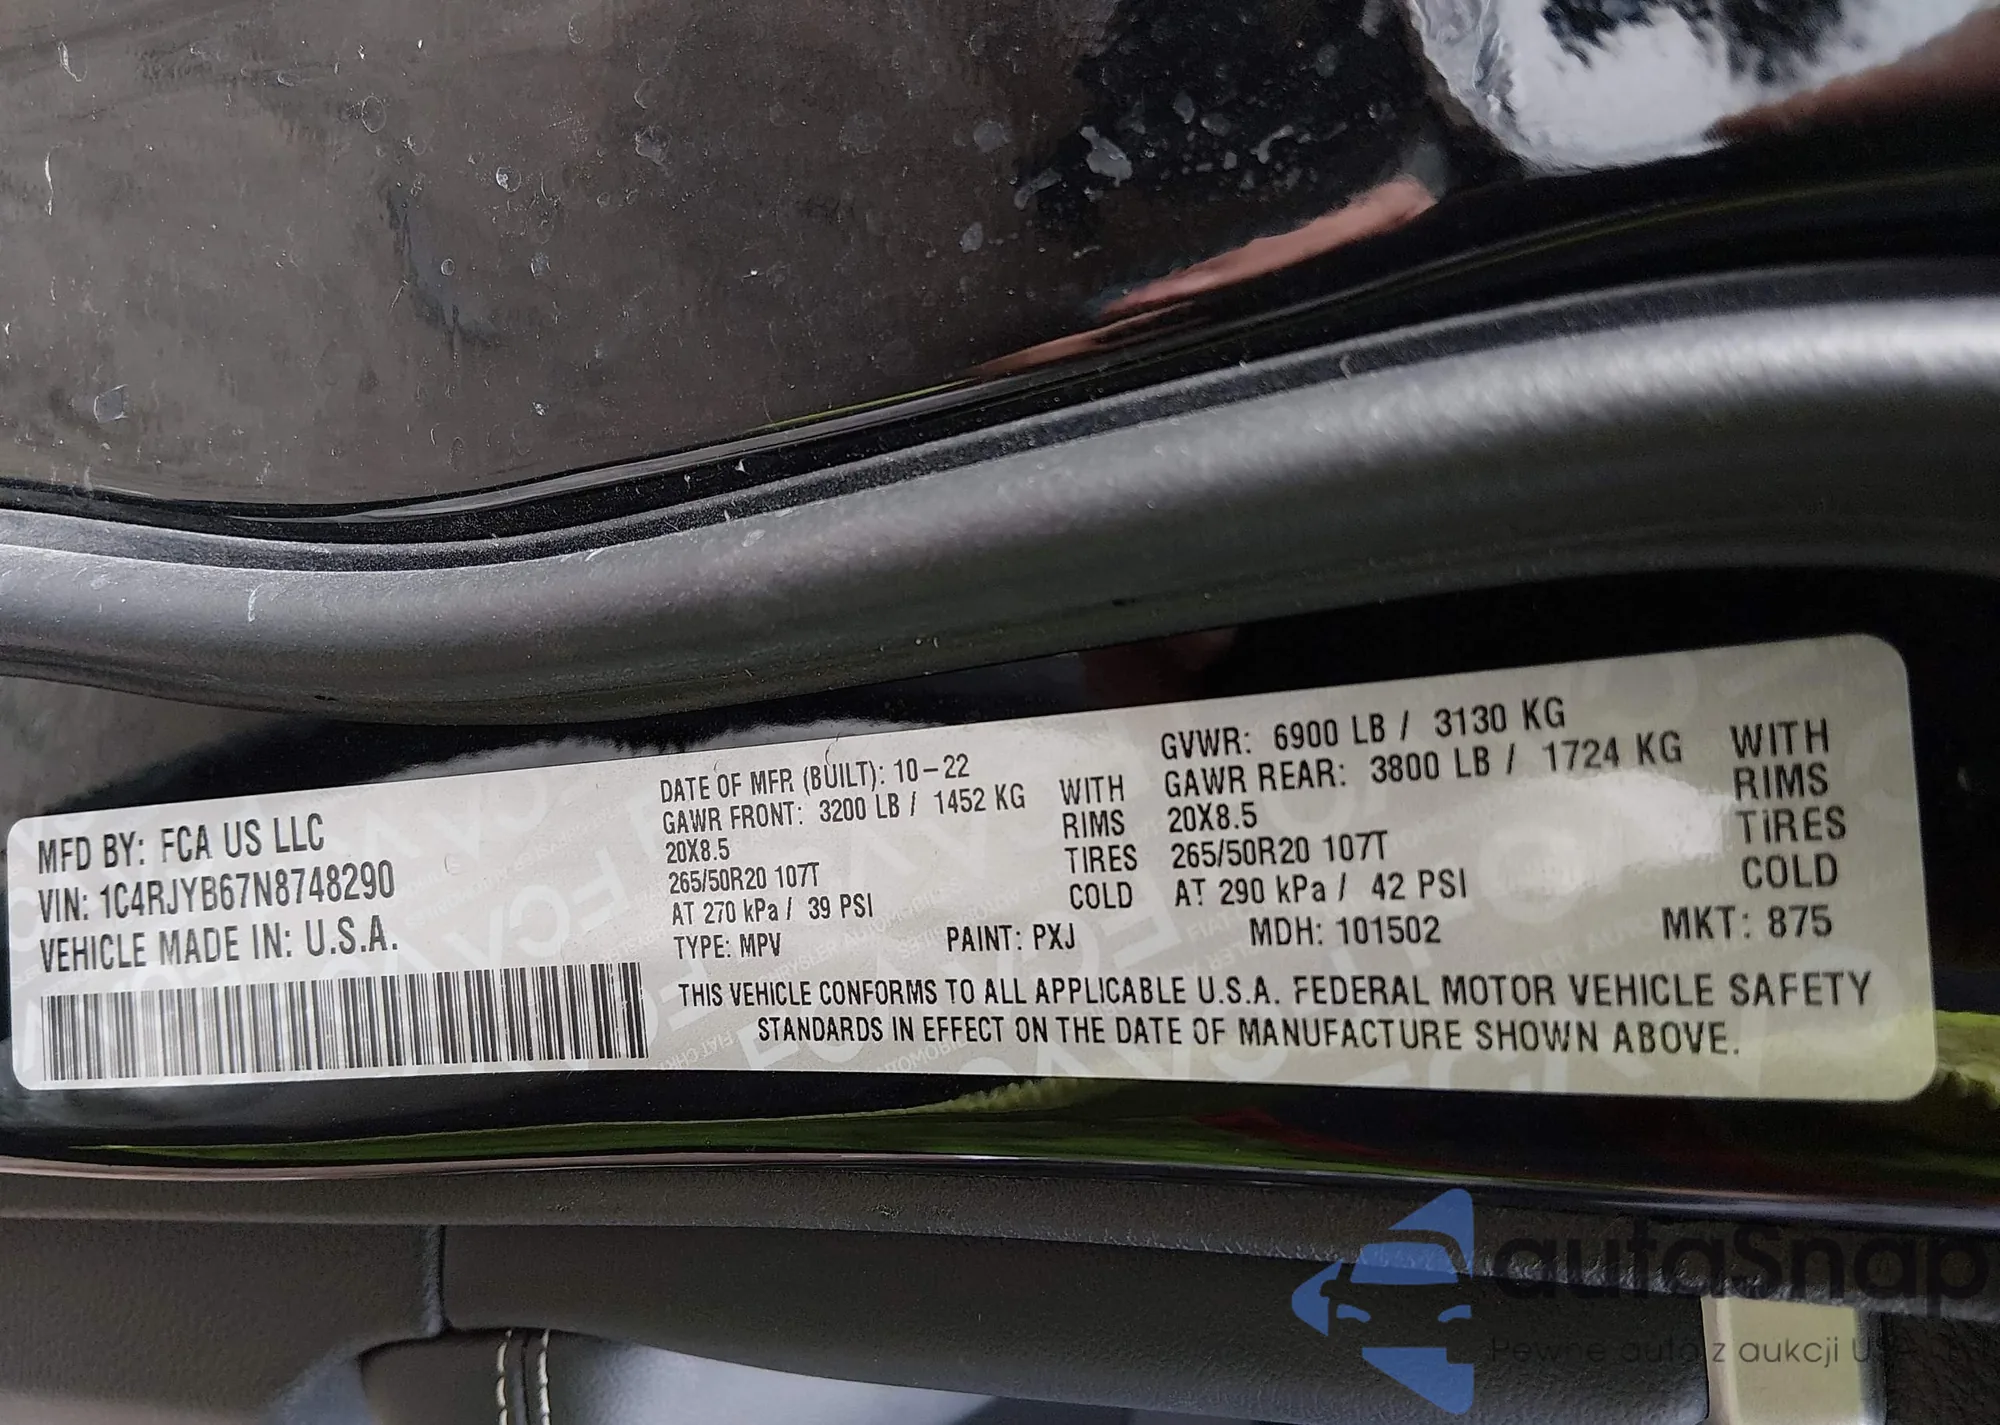 MFD BY: FCA US LLC
VIN: 1C4RJYB67N8748290
VEHICLE MADE IN: U.S.A.
DATE OF MFR (BUILT): 10-22
GAWR FRONT: 3200 LB / 1452 KG WITH
20X8.5 RIMS
265/50R20 107T TIRES
AT 270 kPa / 39 PSI COLD
GVWR: 6900 LB / 3130 KG
GAWR REAR: 3800 LB / 1724 KG WITH
20X8.5 RIMS
265/50R20 107T TIRES
AT 290 kPa / 42 PSI COLD
TYPE: MPV PAINT: PXJ MDH: 101502 MKT: 875
THIS VEHICLE CONFORMS TO ALL APPLICABLE U.S.A. FEDERAL MOTOR VEHICLE SAFETY
STANDARDS IN EFFECT ON THE DATE OF MANUFACTURE SHOWN ABOVE.
autaSnap
Pewne auto z aukcji